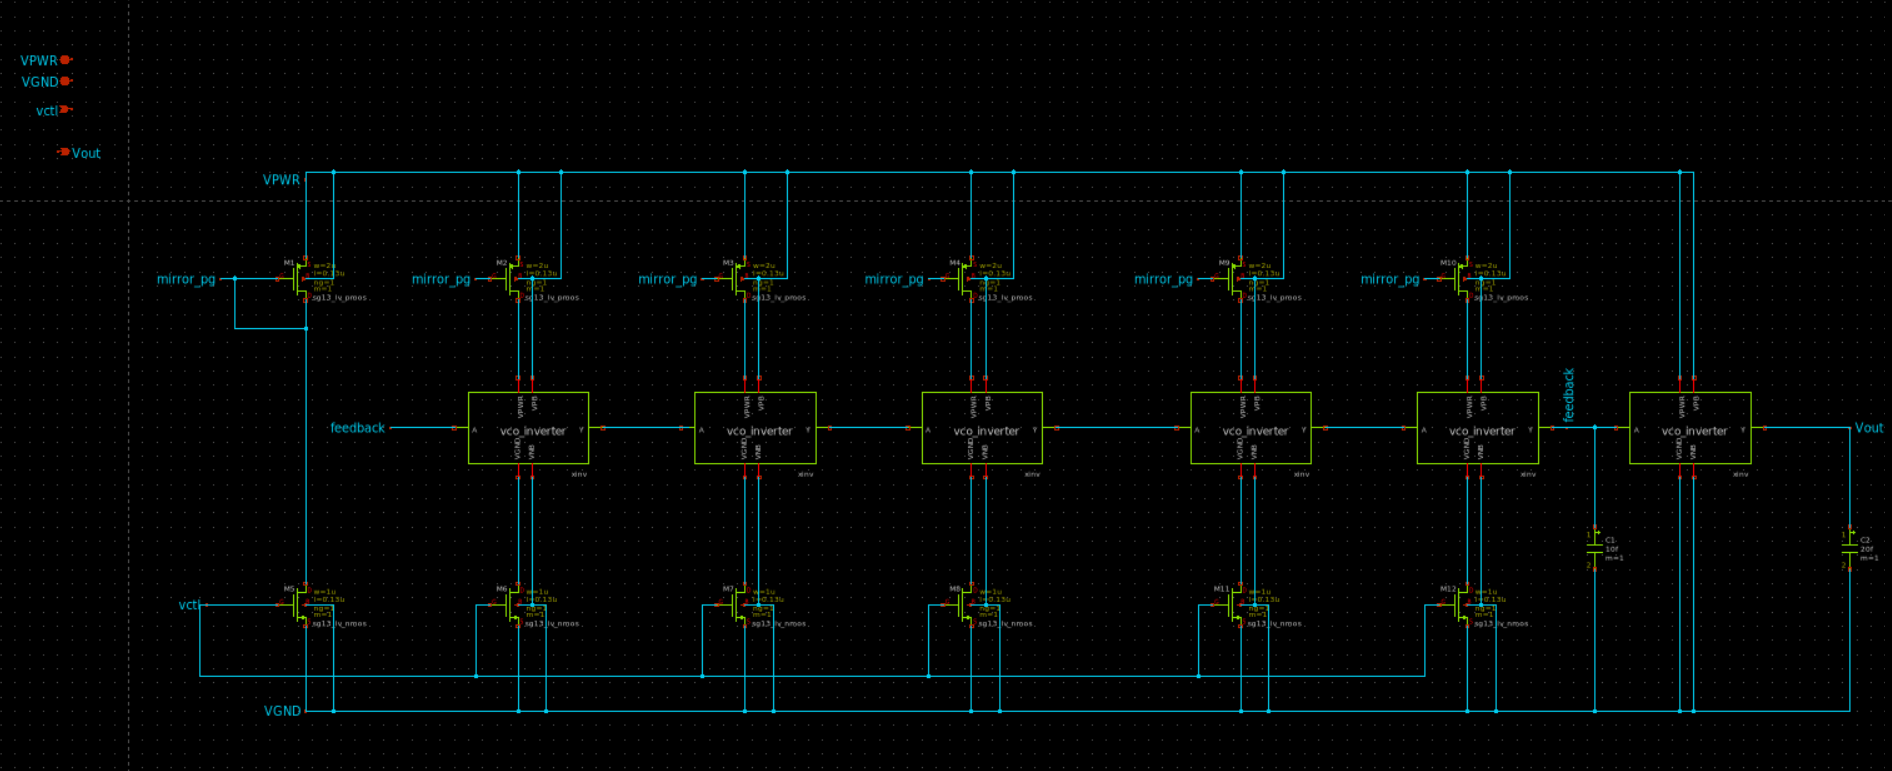 VPWR
VGND
vctl
Vout
VPWR
mirror_pg
M1
w=2u
l=0.13u
ng=1
m=1
sg13_lv_pmos
mirror_pg
M2
w=2u
l=0.13u
ng=1
m=1
sg13_lv_pmos
mirror_pg
M3
w=2u
l=0.13u
ng=1
m=1
sg13_lv_pmos
mirror_pg
M4
w=2u
l=0.13u
ng=1
m=1
sg13_lv_pmos
mirror_pg
M9
w=2u
l=0.13u
ng=1
m=1
sg13_lv_pmos
mirror_pg
M10
w=2u
l=0.13u
ng=1
m=1
sg13_lv_pmos
feedback
VPWR
VPB
A
vco_inverter
Y
VGND
VNB
xinv
VPWR
VPB
A
vco_inverter
Y
VGND
VNB
xinv
VPWR
VPB
A
vco_inverter
Y
VGND
VNB
xinv
VPWR
VPB
A
vco_inverter
Y
VGND
VNB
xinv
VPWR
VPB
A
vco_inverter
Y
VGND
VNB
xinv
feedback
VPWR
VPB
A
vco_inverter
Y
VGND
VNB
xinv
Vout
1
C1
10f
m=1
2
1
C2
20f
m=1
2
vctl
M5
w=1u
l=0.13u
ng=1
m=1
sg13_lv_nmos
M6
w=1u
l=0.13u
ng=1
m=1
sg13_lv_nmos
M7
w=1u
l=0.13u
ng=1
m=1
sg13_lv_nmos
M8
w=1u
l=0.13u
ng=1
m=1
sg13_lv_nmos
M11
w=1u
l=0.13u
ng=1
m=1
sg13_lv_nmos
M12
w=1u
l=0.13u
ng=1
m=1
sg13_lv_nmos
VGND